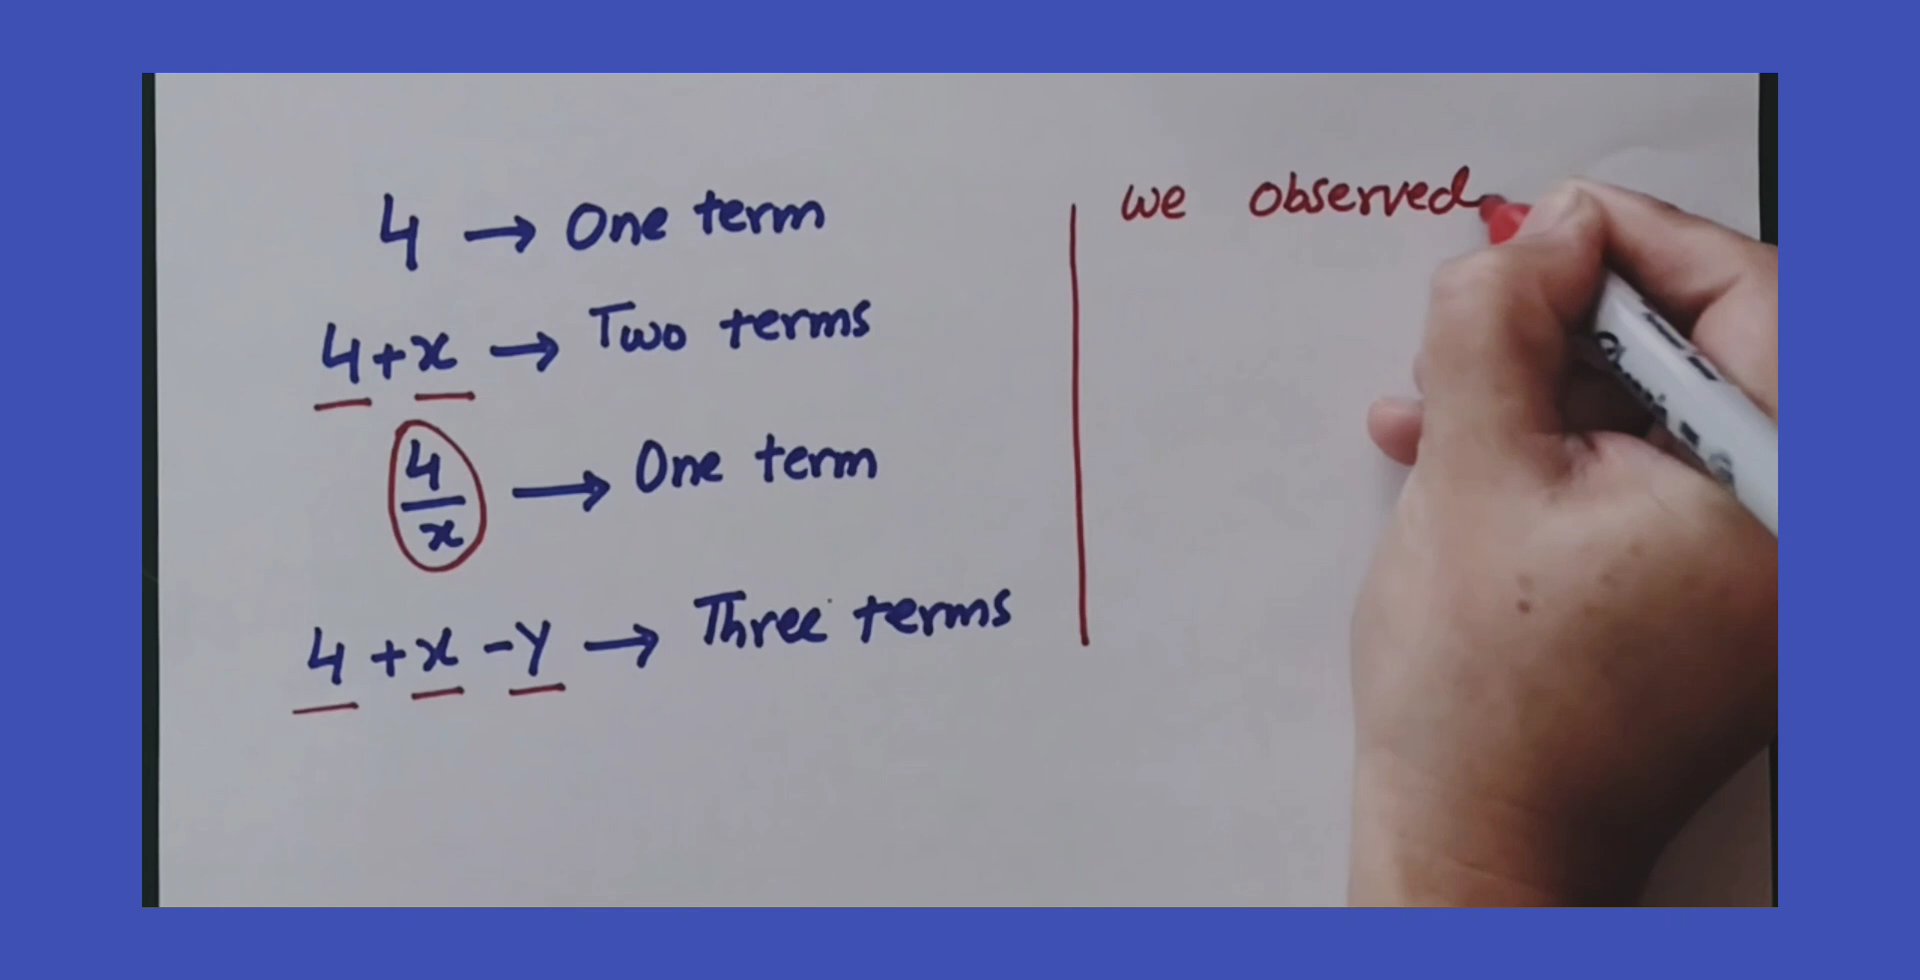 4 → One term
4+x → Two terms
4/x → One term
4+x-y → Three terms
we observed